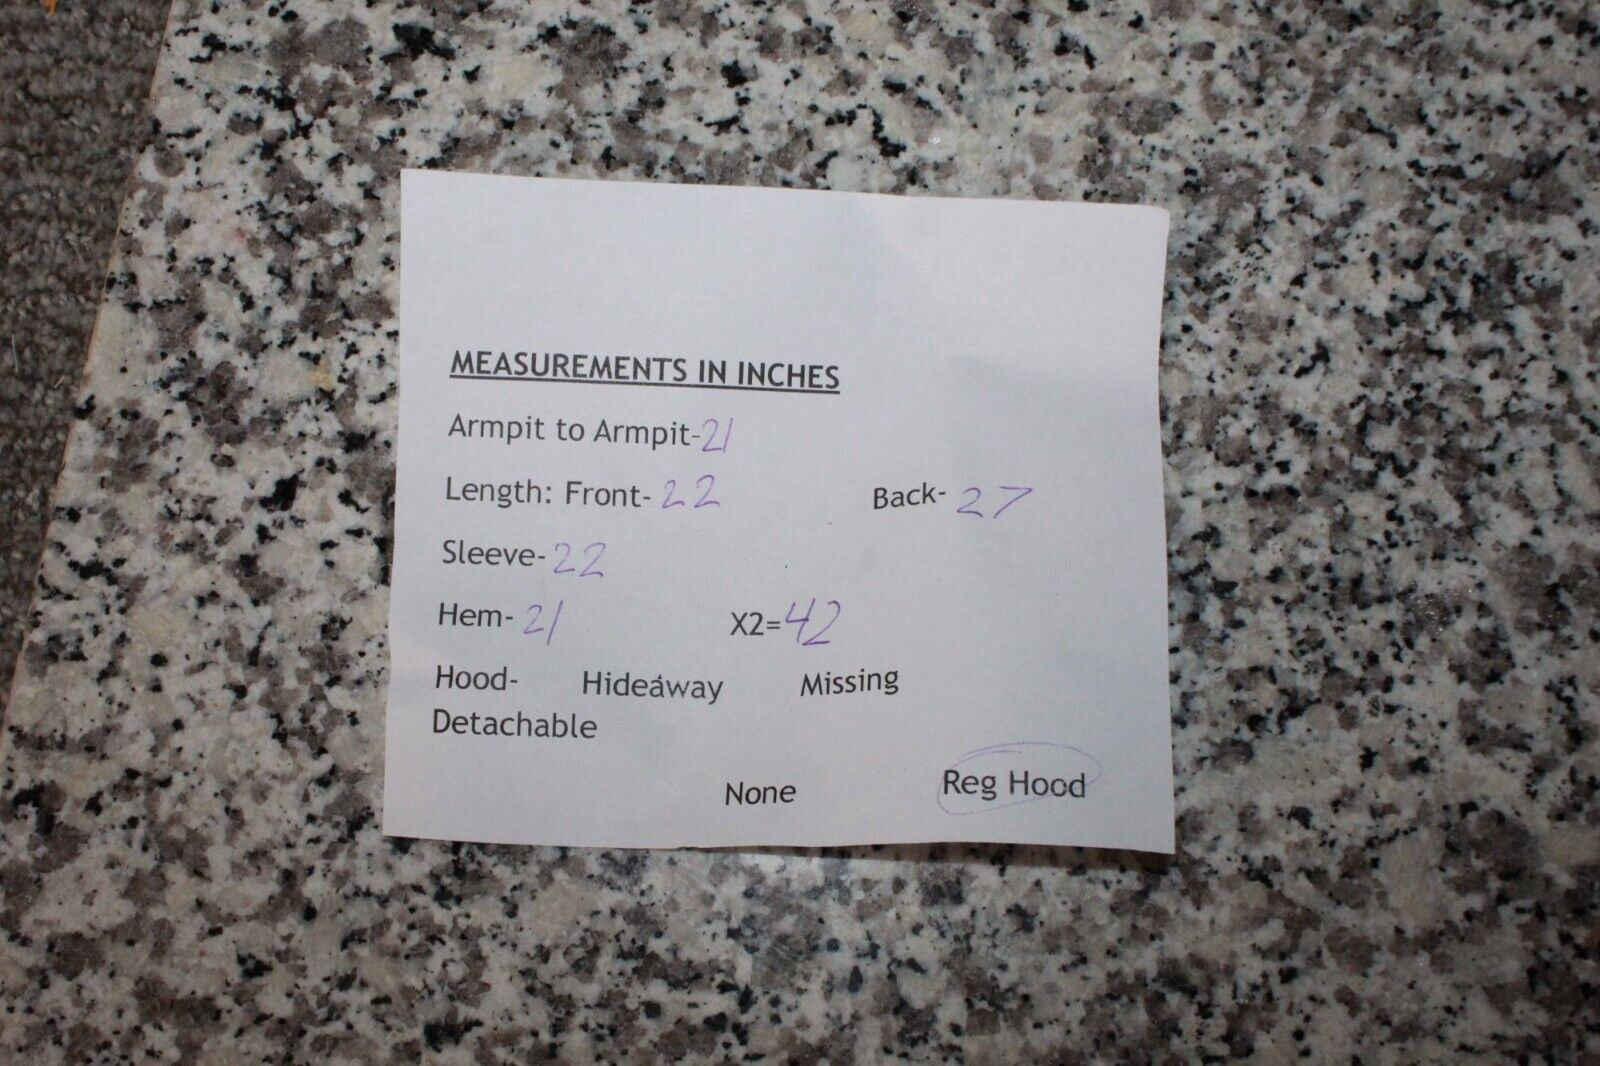 MEASUREMENTS IN INCHES
Armpit to Armpit-21
Length: Front- 22 Back- 27
Sleeve- 22
Hem- 21 X2=42
Hood- Hideaway Missing
Detachable
None Reg Hood